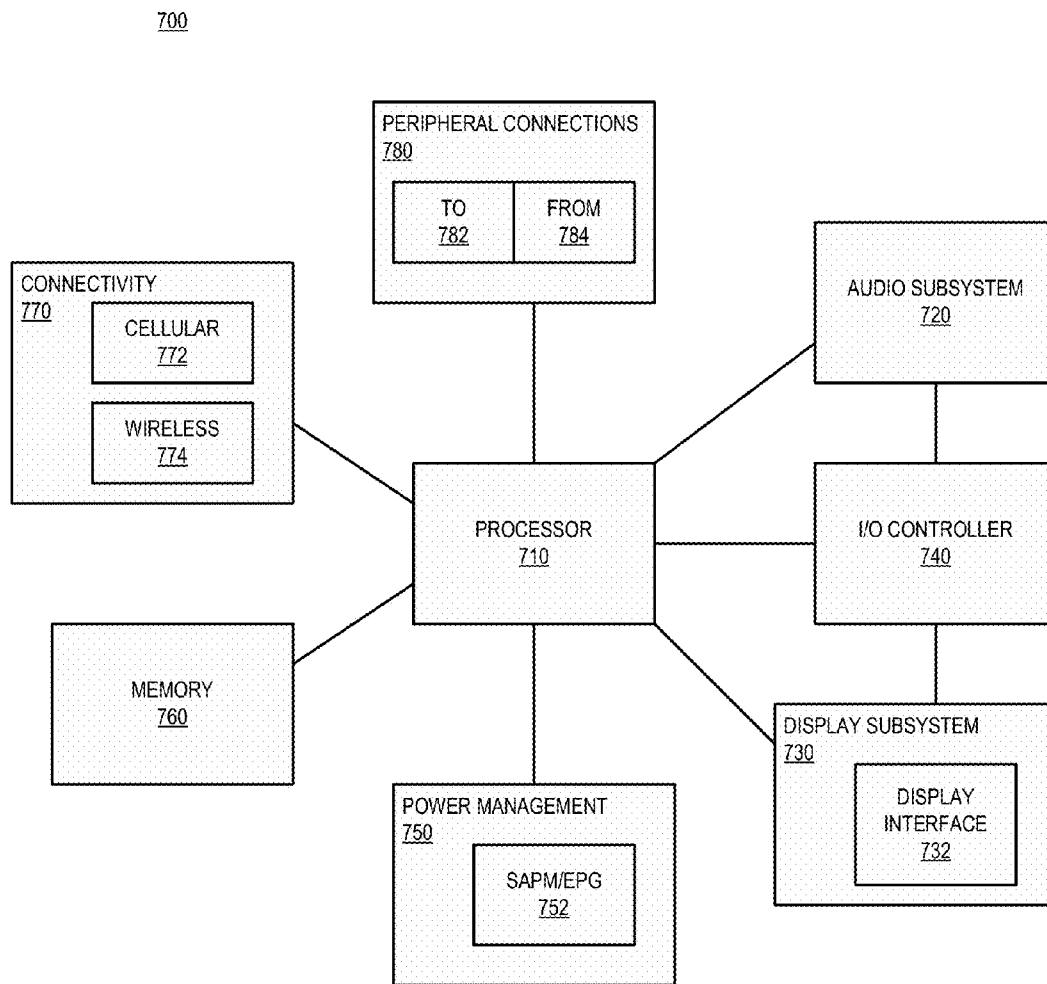 700
PERIPHERAL CONNECTIONS
780
TO
782
FROM
784
AUDIO SUBSYSTEM
720
CONNECTIVITY
770
CELLULAR
772
WIRELESS
774
PROCESSOR
710
I/O CONTROLLER
740
MEMORY
760
DISPLAY SUBSYSTEM
730
DISPLAY
INTERFACE
732
POWER MANAGEMENT
750
SAPM/EPG
752